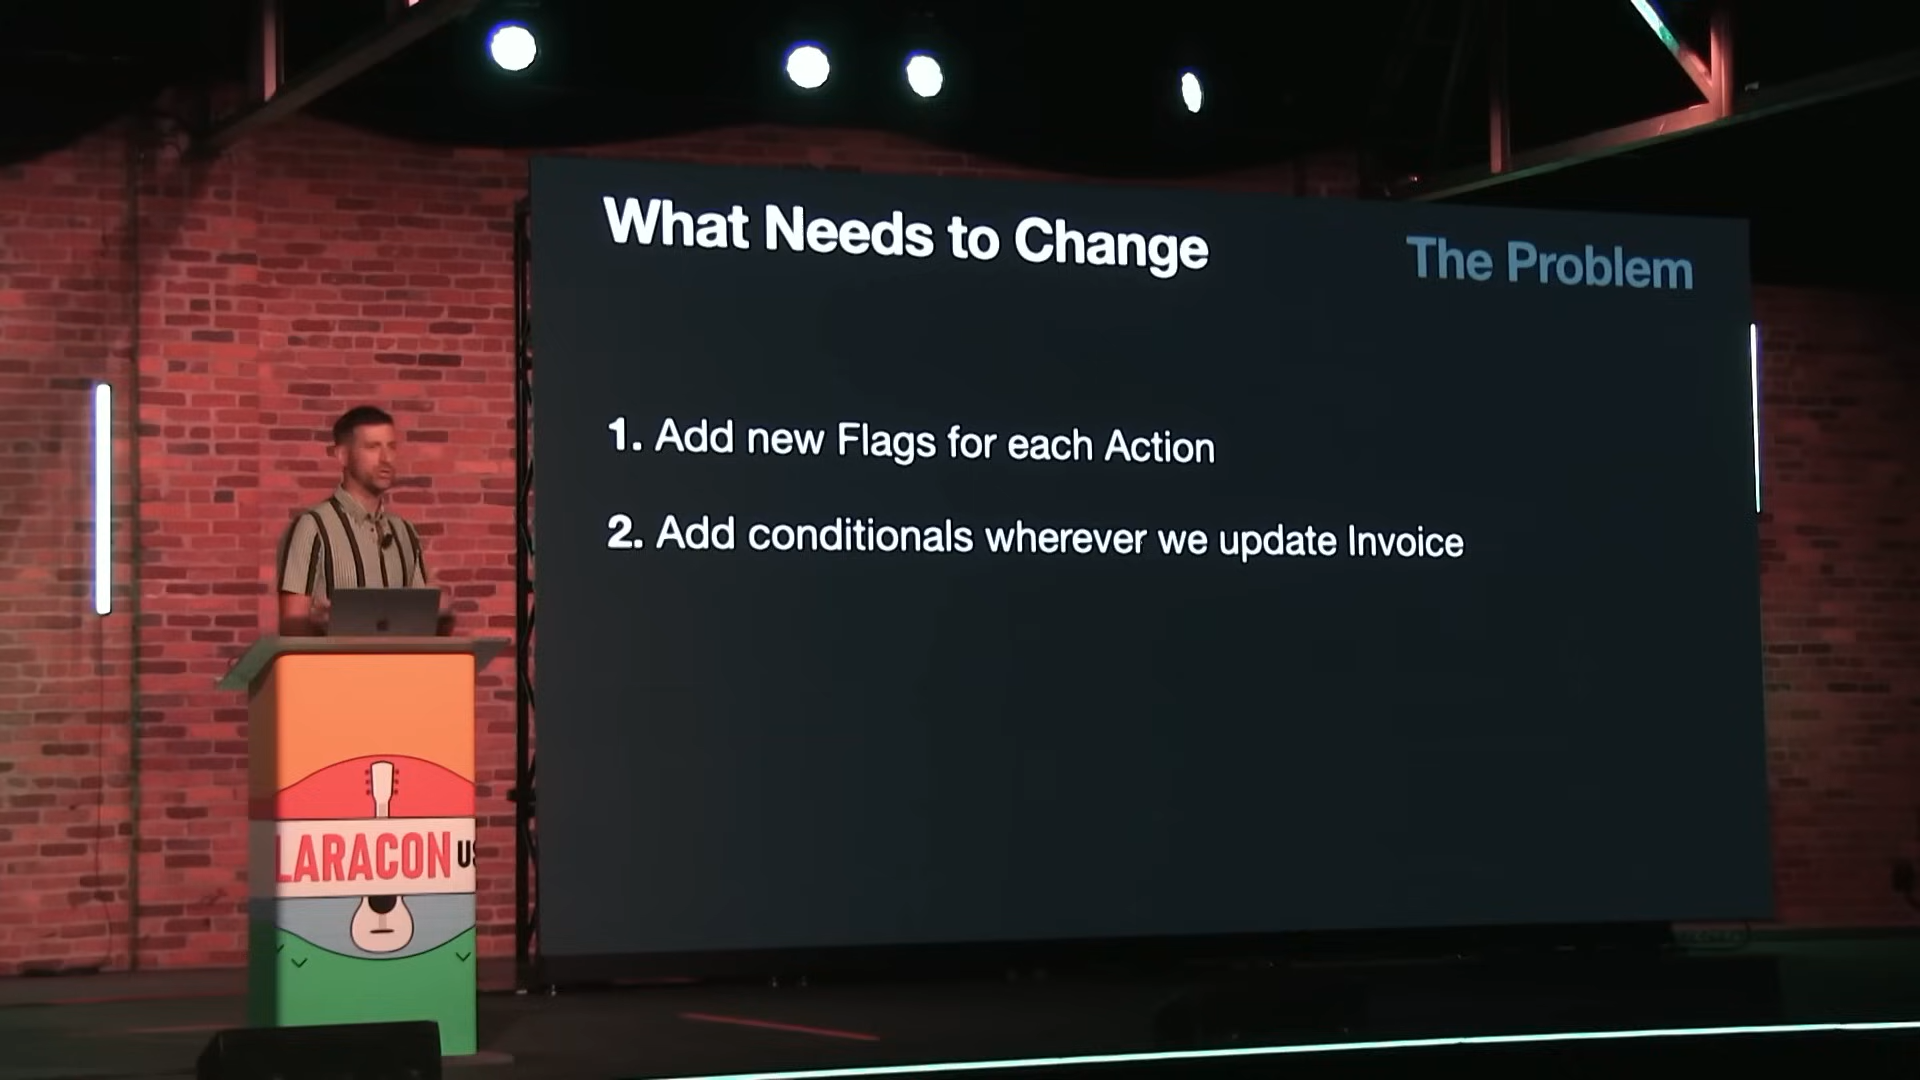 What Needs to Change
The Problem
1. Add new Flags for each Action
2. Add conditionals wherever we update Invoice
LARACON US